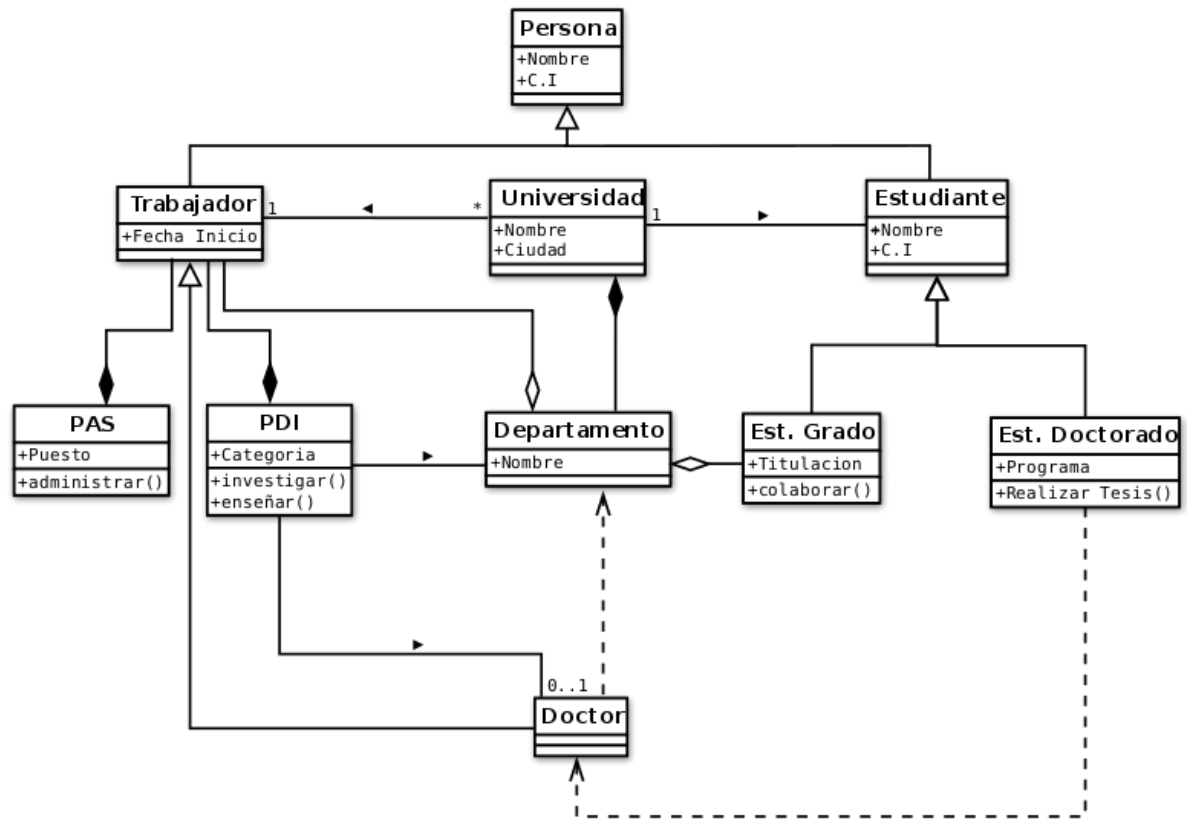 Persona
+Nombre
+C.I
Trabajador
+Fecha Inicio
1
*
Universidad
+Nombre
+Ciudad
1
Estudiante
+Nombre
+C.I
PAS
+Puesto
+administrar()
PDI
+Categoria
+investigar()
+enseñar()
Departamento
+Nombre
Est. Grado
+Titulacion
+colaborar()
Est. Doctorado
+Programa
+Realizar Tesis()
0..1
Doctor